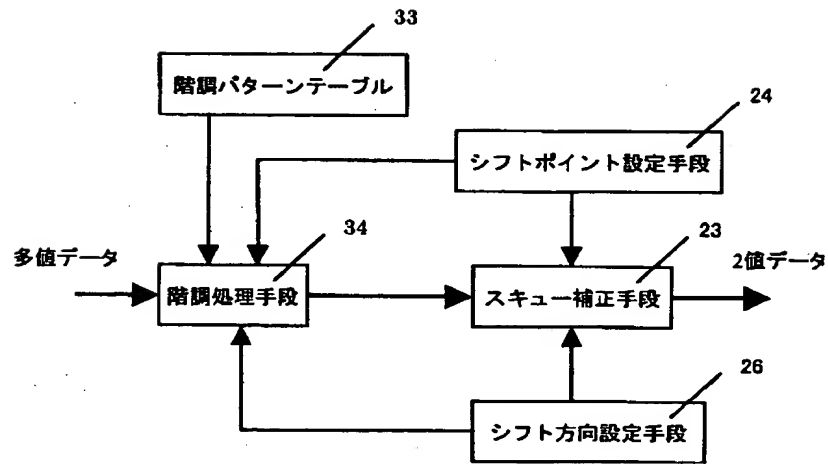 33
階調パターンテーブル
24
シフトポイント設定手段
多値データ
34
階調処理手段
23
スキュー補正手段
2値データ
26
シフト方向設定手段